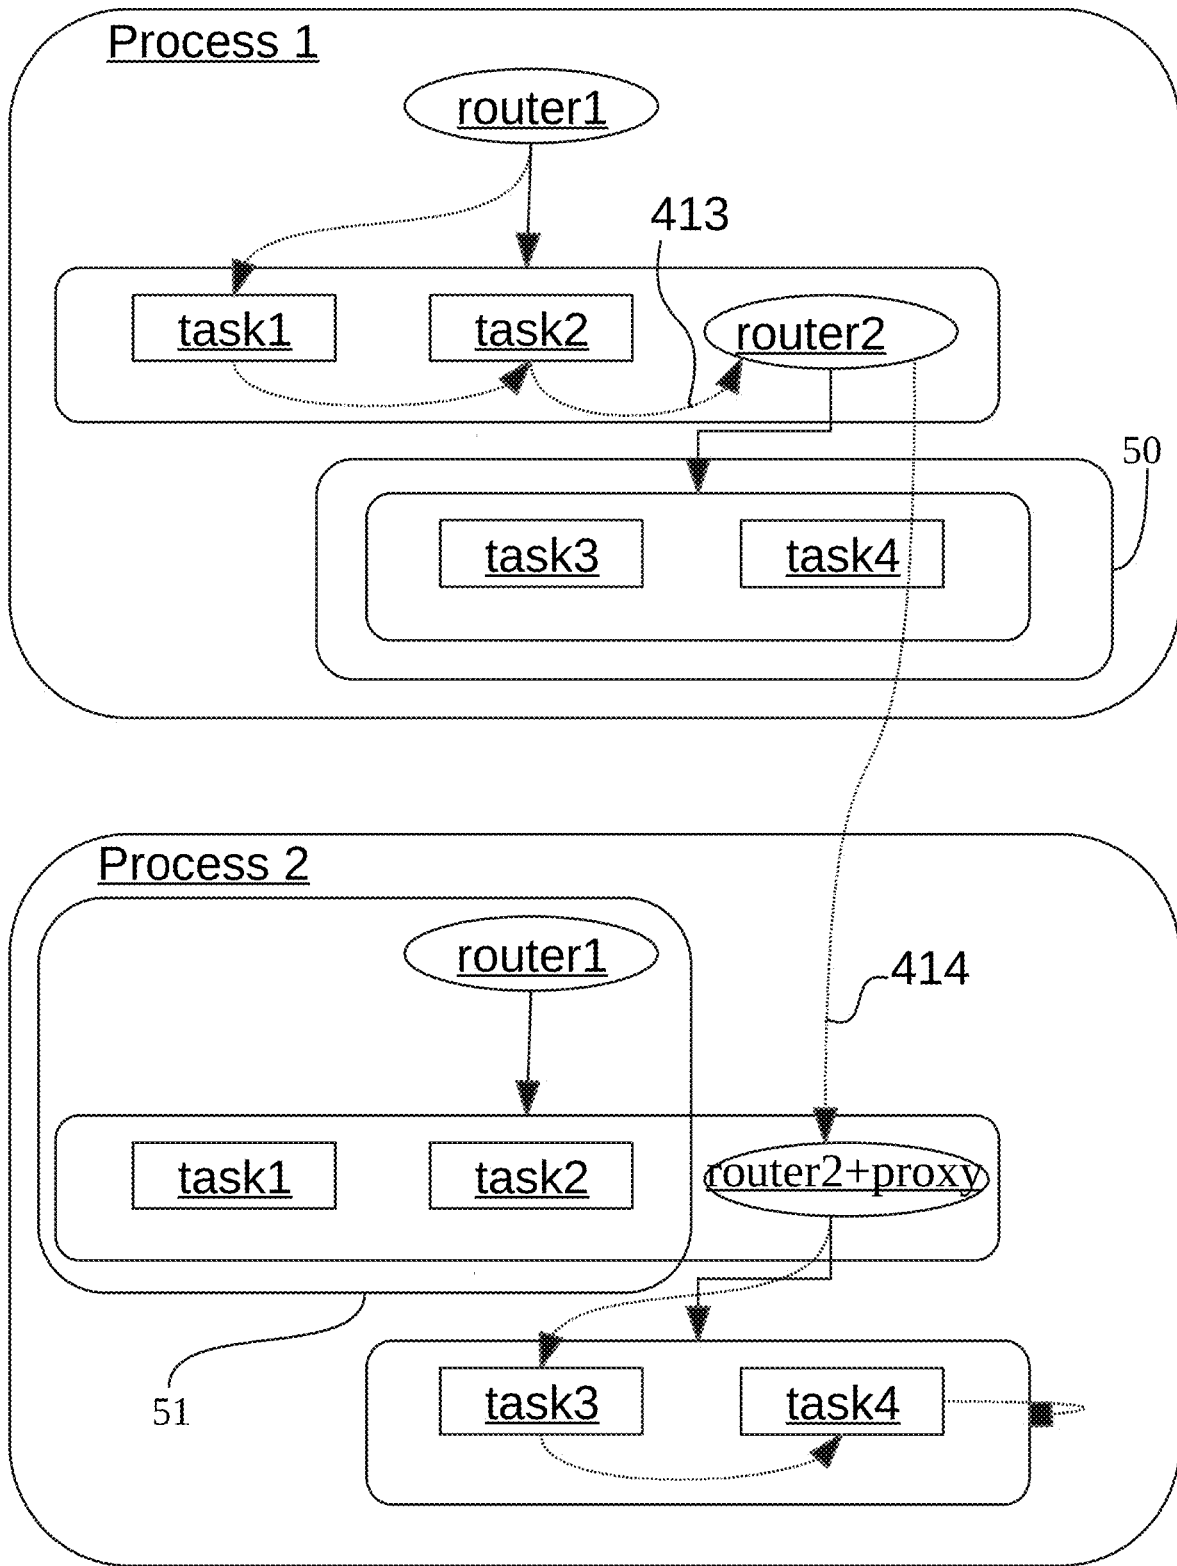 Process 1
router1
413
task1
task2
router2
50
task3
task4
Process 2
router1
414
task1
task2
router2+proxy
51
task3
task4